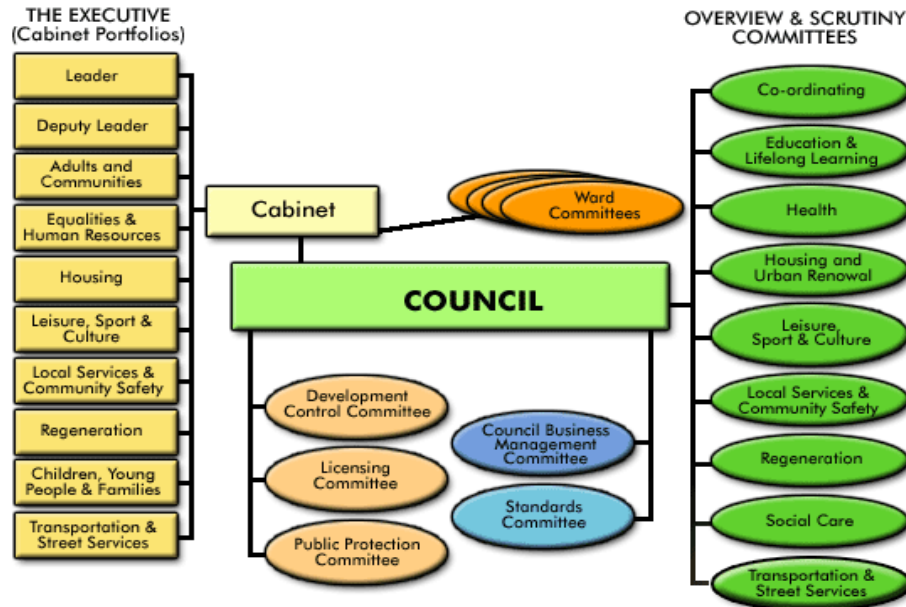 THE EXECUTIVE
(Cabinet Portfolios)
Leader
Deputy Leader
Adults and
Communities
Equalities &
Human Resources
Housing
Leisure, Sport &
Culture
Local Services &
Community Safety
Regeneration
Children, Young
People & Families
Transportation &
Street Services
Cabinet
Ward
Committees
COUNCIL
Development
Control Committee
Licensing
Committee
Public Protection
Committee
Council Business
Management
Committee
Standards
Committee
OVERVIEW & SCRUTINY
COMMITTEES
Co-ordinating
Education &
Lifelong Learning
Health
Housing and
Urban Renowal
Leisure,
Sport & Culture
Local Services &
Community Safety
Regeneration
Social Care
Transportation &
Street Services